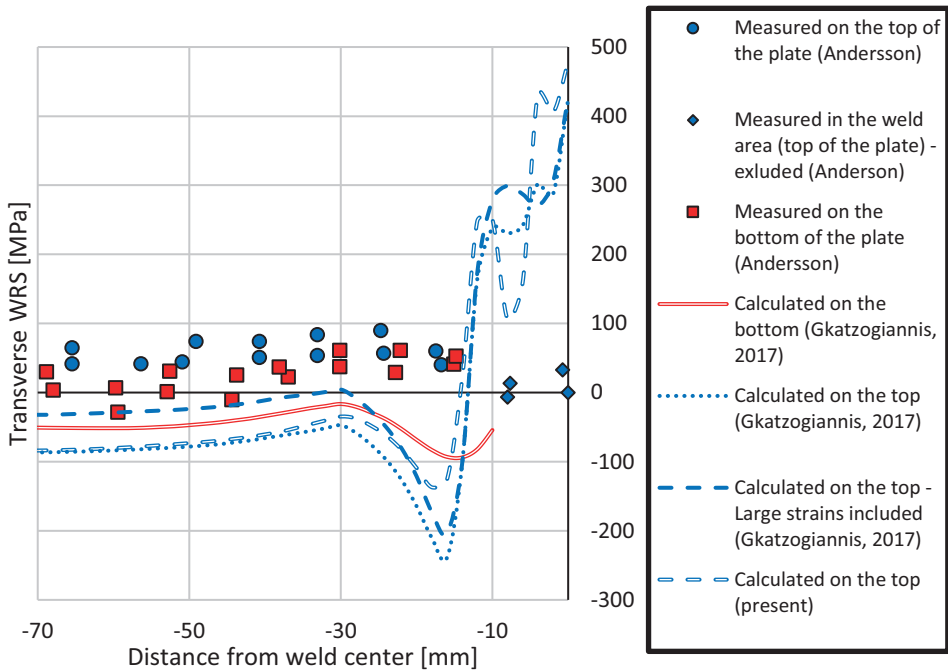 Transverse WRS [MPa]
500
400
300
200
100
0
-100
-200
-300
-70
-50
-30
-10
Distance from weld center [mm]
Measured on the top of
the plate (Andersson)
Measured in the weld
area (top of the plate) -
exluded (Anderson)
Measured on the
bottom of the plate
(Andersson)
Calculated on the
bottom (Gkatzogiannis,
2017)
Calculated on the top
(Gkatzogiannis, 2017)
Calculated on the top -
Large strains included
(Gkatzogiannis, 2017)
Calculated on the top
(present)